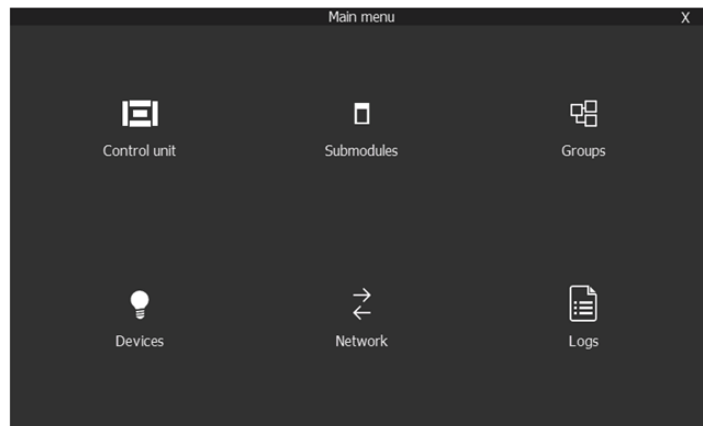 Main menu X
Control unit Submodules Groups
Devices Network Logs